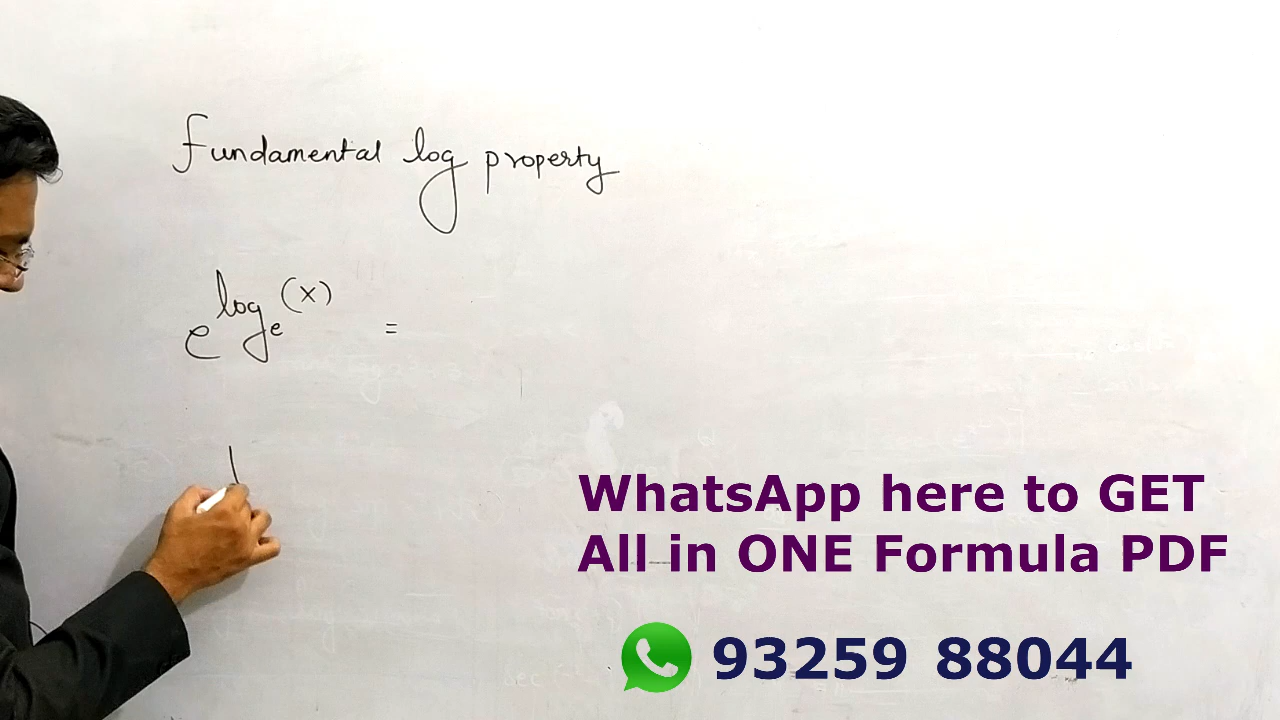 Fundamental log property
e^log_e(x) =
WhatsApp here to GET
All in ONE Formula PDF
93259 88044